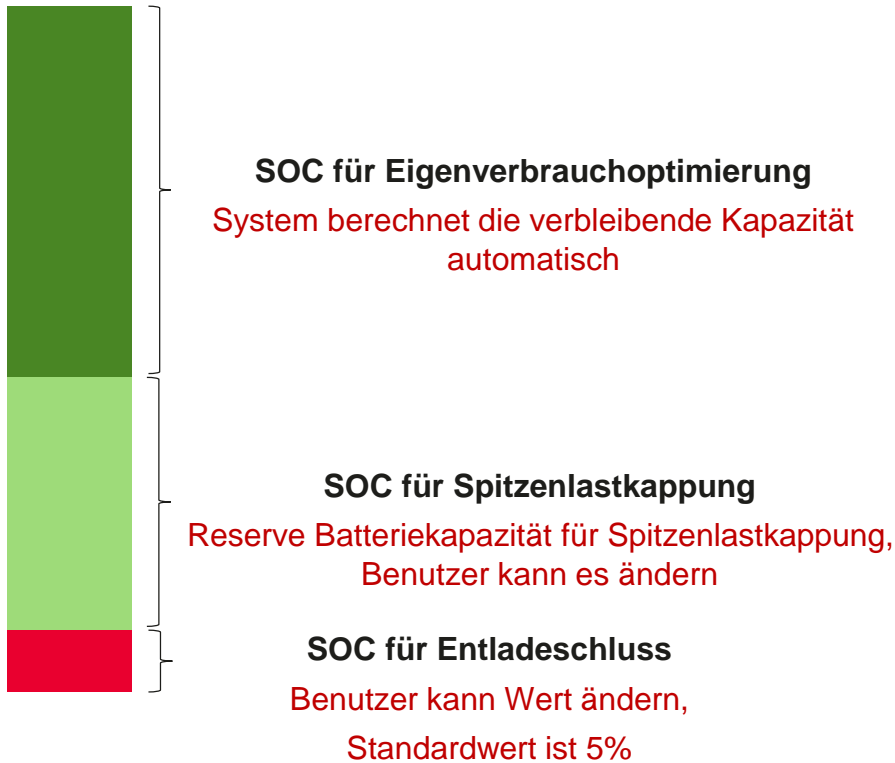 SOC für Eigenverbrauchoptimierung
System berechnet die verbleibende Kapazität
automatisch
SOC für Spitzenlastkappung
Reserve Batteriekapazität für Spitzenlastkappung,
Benutzer kann es ändern
SOC für Entladeschluss
Benutzer kann Wert ändern,
Standardwert ist 5%